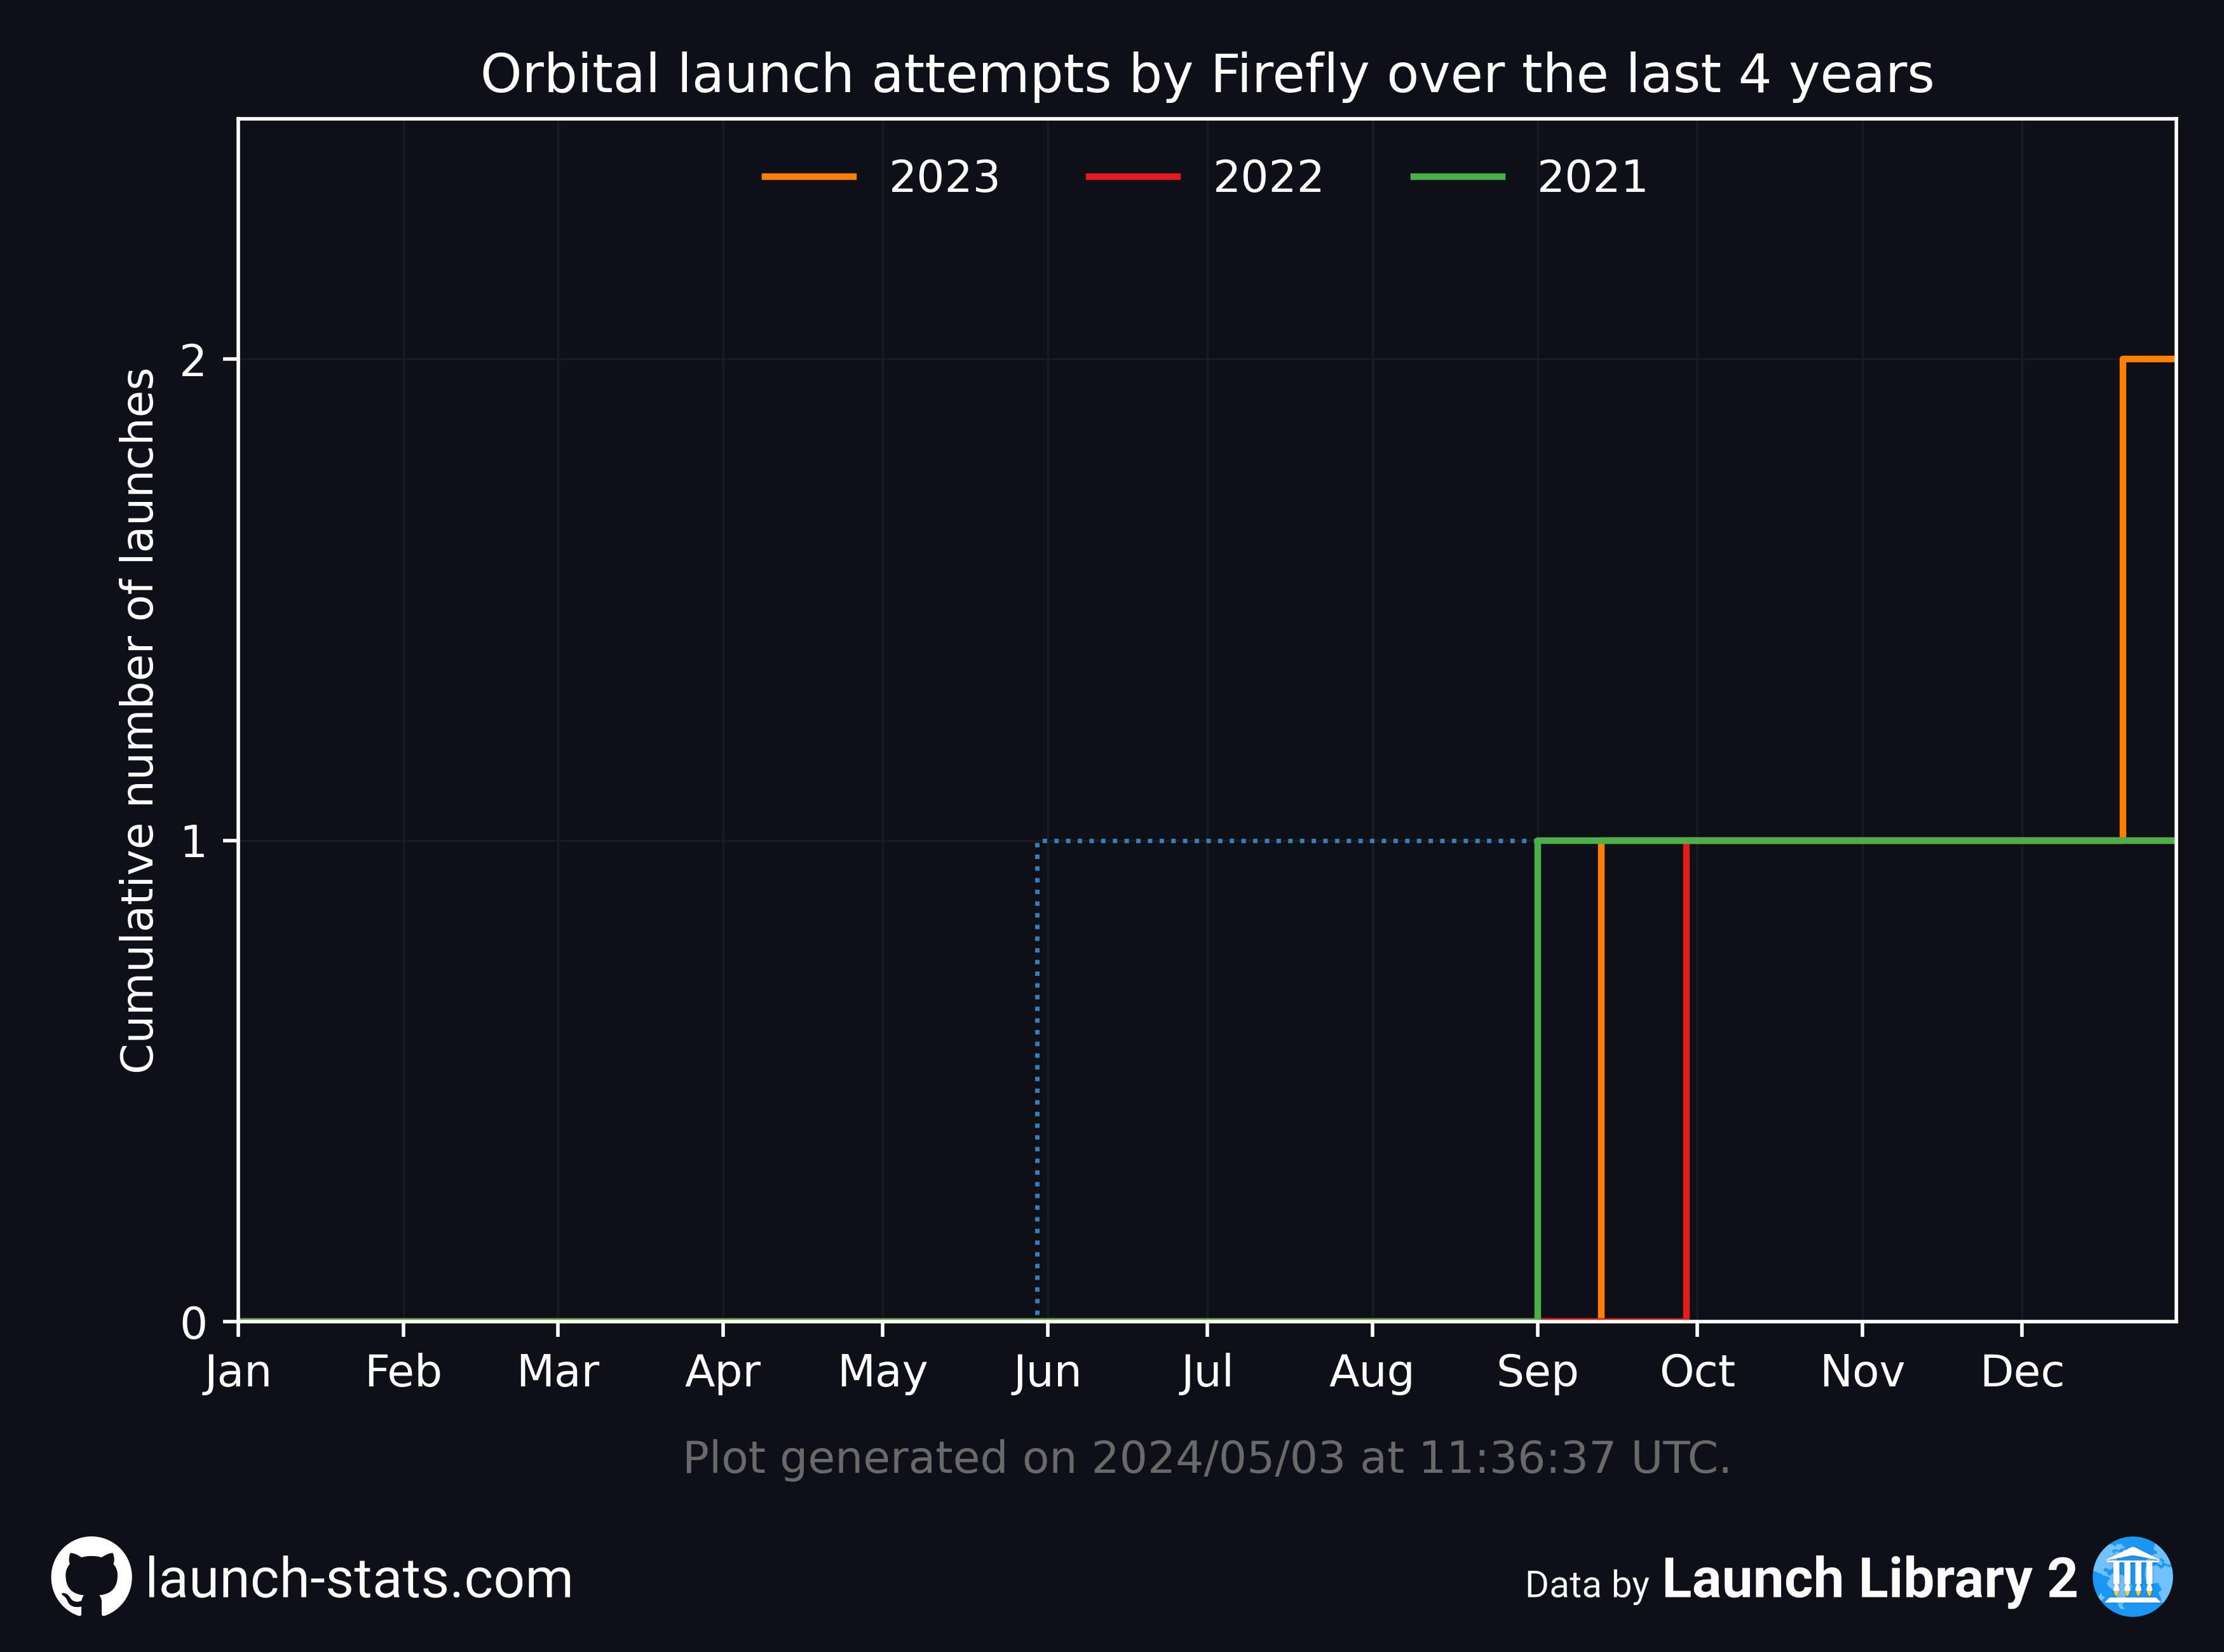 Orbital launch attempts by Firefly over the last 4 years
2023 2022 2021
Cumulative number of launches
2
1
0
Jan Feb Mar Apr May Jun Jul Aug Sep Oct Nov Dec
Plot generated on 2024/05/03 at 11:36:37 UTC.
launch-stats.com
Data by Launch Library 2